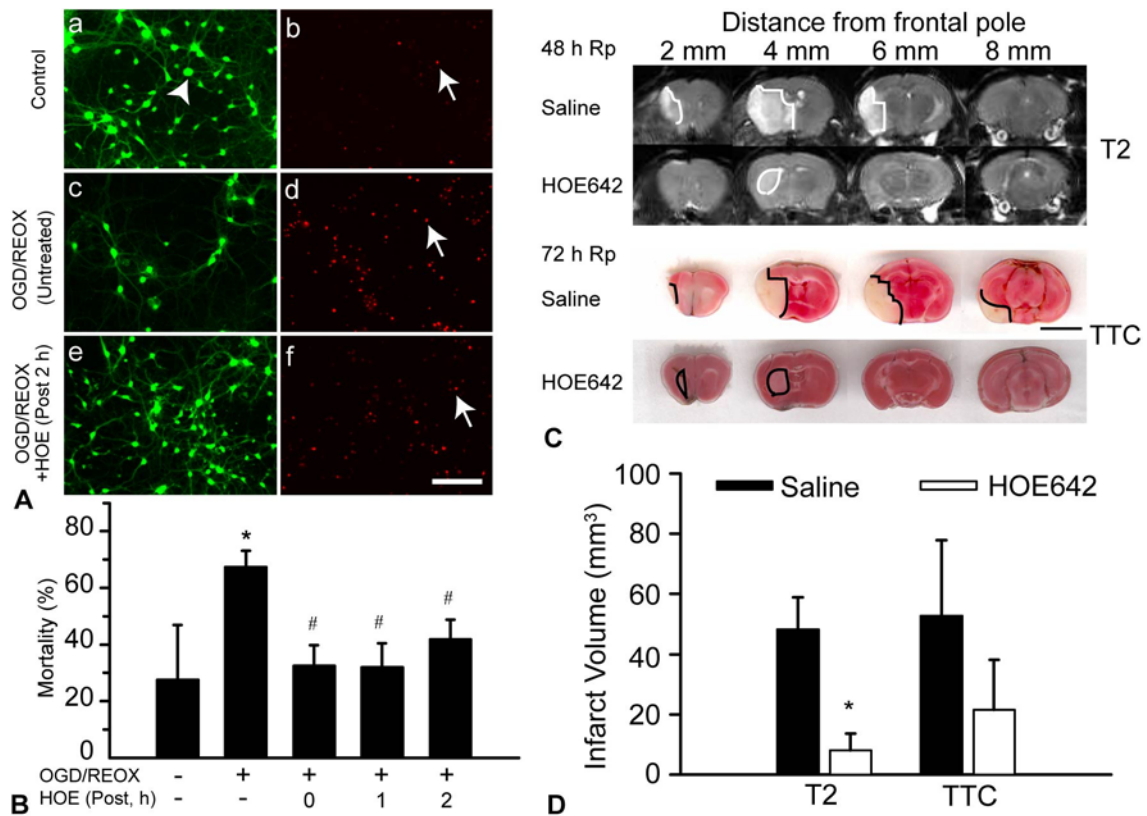 a
b
Control
c
d
OGD/REOX
(Untreated)
e
f
OGD/REOX
+HOE (Post 2 h)
A
80
60
40
20
0
Mortality (%)
*
#
#
#
OGD/REOX - + + + +
HOE (Post, h) - - 0 1 2
B
Distance from frontal pole
48 h Rp
2 mm 4 mm 6 mm 8 mm
Saline
T2
HOE642
72 h Rp
Saline
TTC
HOE642
C
100
80
60
40
20
0
Infarct Volume (mm³)
Saline HOE642
*
T2 TTC
D